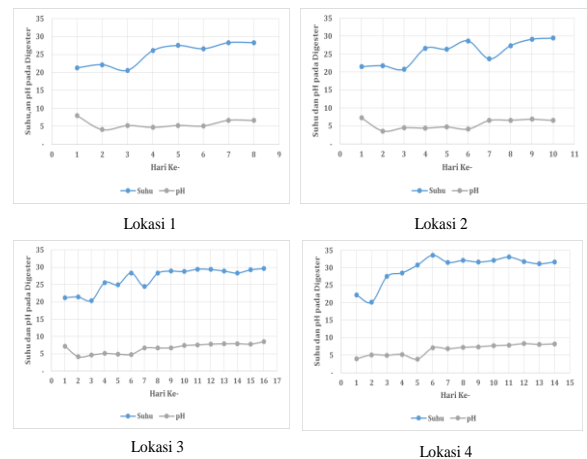 35
30
25
20
15
10
5
-
Suhu,an pH pada Digester
0 1 2 3 4 5 6 7 8 9
Hari Ke-
Suhu pH
Lokasi 1
35
30
25
20
15
10
5
-
Suhu dan pH pada Digester
0 1 2 3 4 5 6 7 8 9 10 11
Hari Ke-
Suhu pH
Lokasi 2
35
30
25
20
15
10
5
-
Suhu dan pH pada Digester
0 1 2 3 4 5 6 7 8 9 10 11 12 13 14 15 16 17
Hari Ke-
Suhu pH
Lokasi 3
35
30
25
20
15
10
5
-
Suhu dan pH pada Digester
0 1 2 3 4 5 6 7 8 9 10 11 12 13 14 15
Hari Ke-
Suhu pH
Lokasi 4